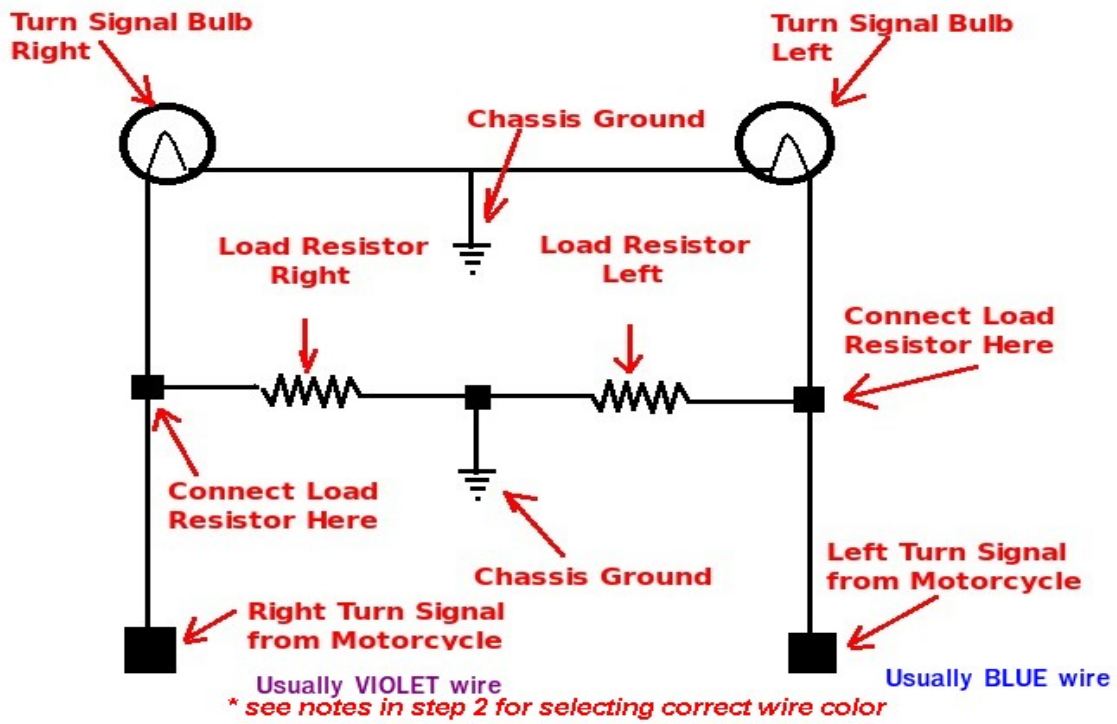 Turn Signal Bulb
Right
Turn Signal Bulb
Left
Chassis Ground
Load Resistor
Right
Load Resistor
Left
Connect Load
Resistor Here
Connect Load
Resistor Here
Chassis Ground
Left Turn Signal
from Motorcycle
Right Turn Signal
from Motorcycle
Usually VIOLET wire
Usually BLUE wire
* see notes in step 2 for selecting correct wire color